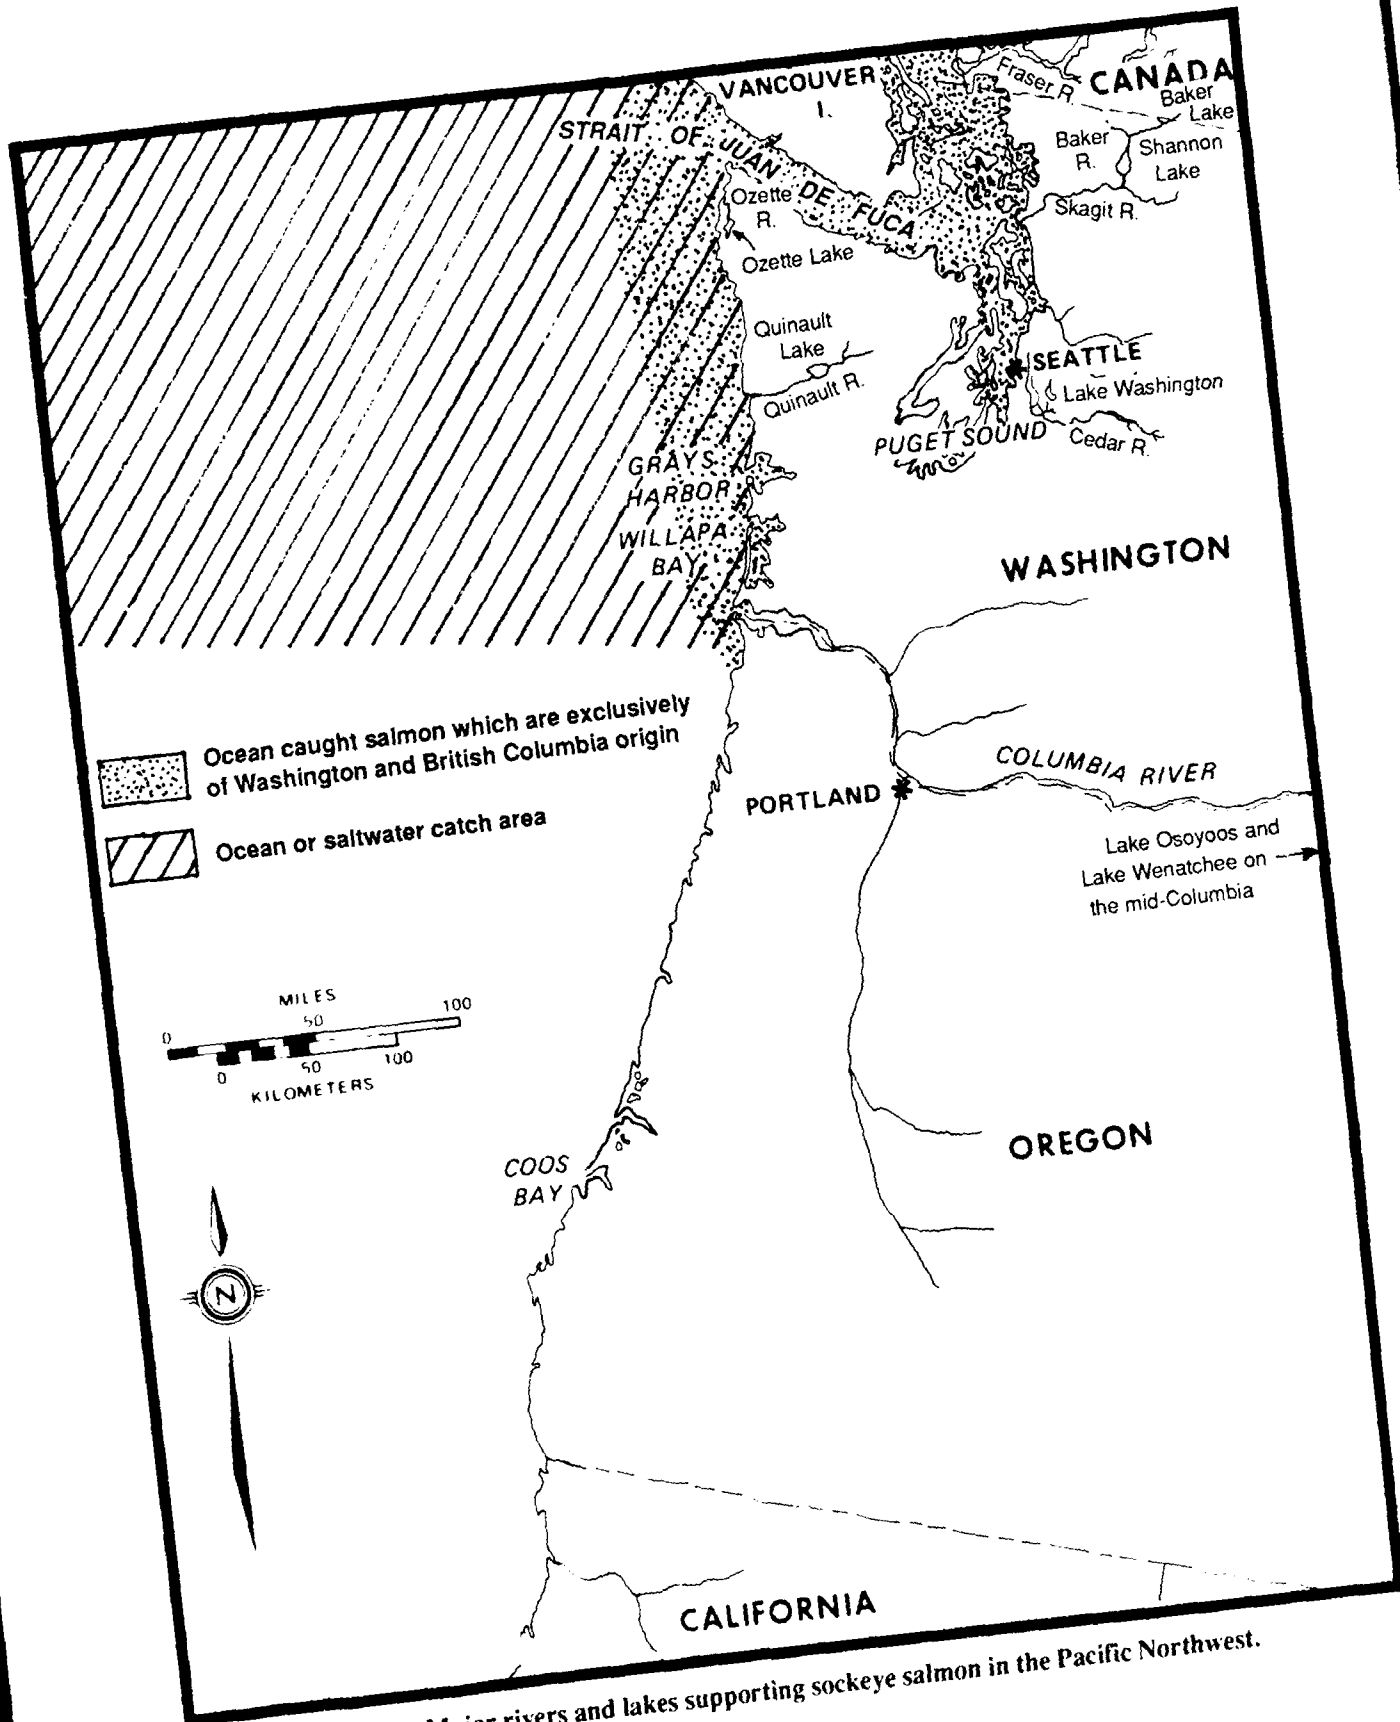 VANCOUVER
I.
Fraser R.
CANADA
Baker
Lake
STRAIT OF JUAN DE FUCA
Baker
R.
Shannon
Lake
Ozette
R.
Skagit R.
Ozette Lake
Quinault
Lake
Quinault R.
SEATTLE
Lake Washington
PUGET SOUND
Cedar R.
GRAYS
HARBOR
WILLAPA
BAY
WASHINGTON
Ocean caught salmon which are exclusively
of Washington and British Columbia origin
Ocean or saltwater catch area
COLUMBIA RIVER
PORTLAND
Lake Osoyoos and
Lake Wenatchee on
the mid-Columbia
MILES
0 50 100
0 50 100
KILOMETERS
COOS
BAY
OREGON
N
CALIFORNIA
rivers and lakes supporting sockeye salmon in the Pacific Northwest.